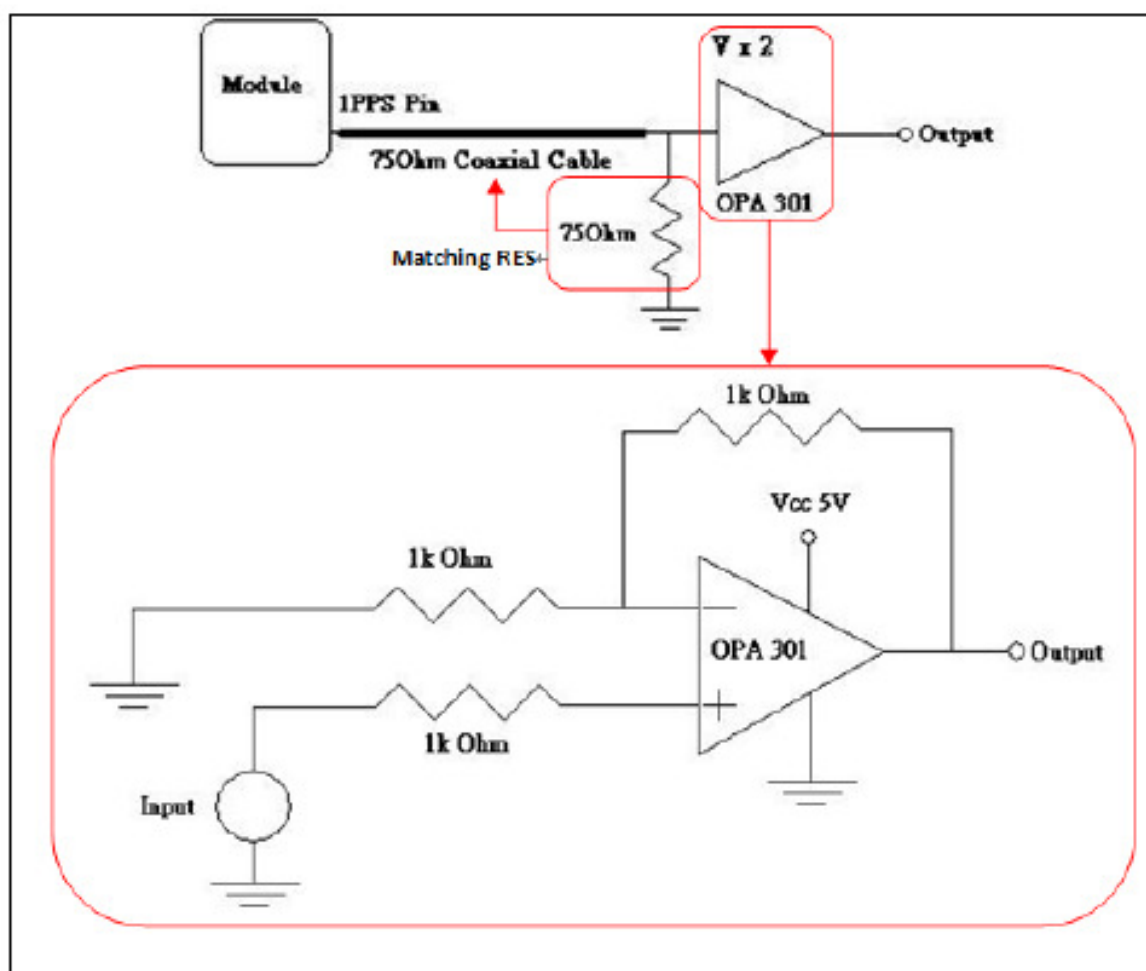 Module
1PPS Pin
75Ohm Coaxial Cable
V x 2
OPA 301
Output
75Ohm
Matching RES
1k Ohm
Vcc 5V
1k Ohm
OPA 301
Output
1k Ohm
Input